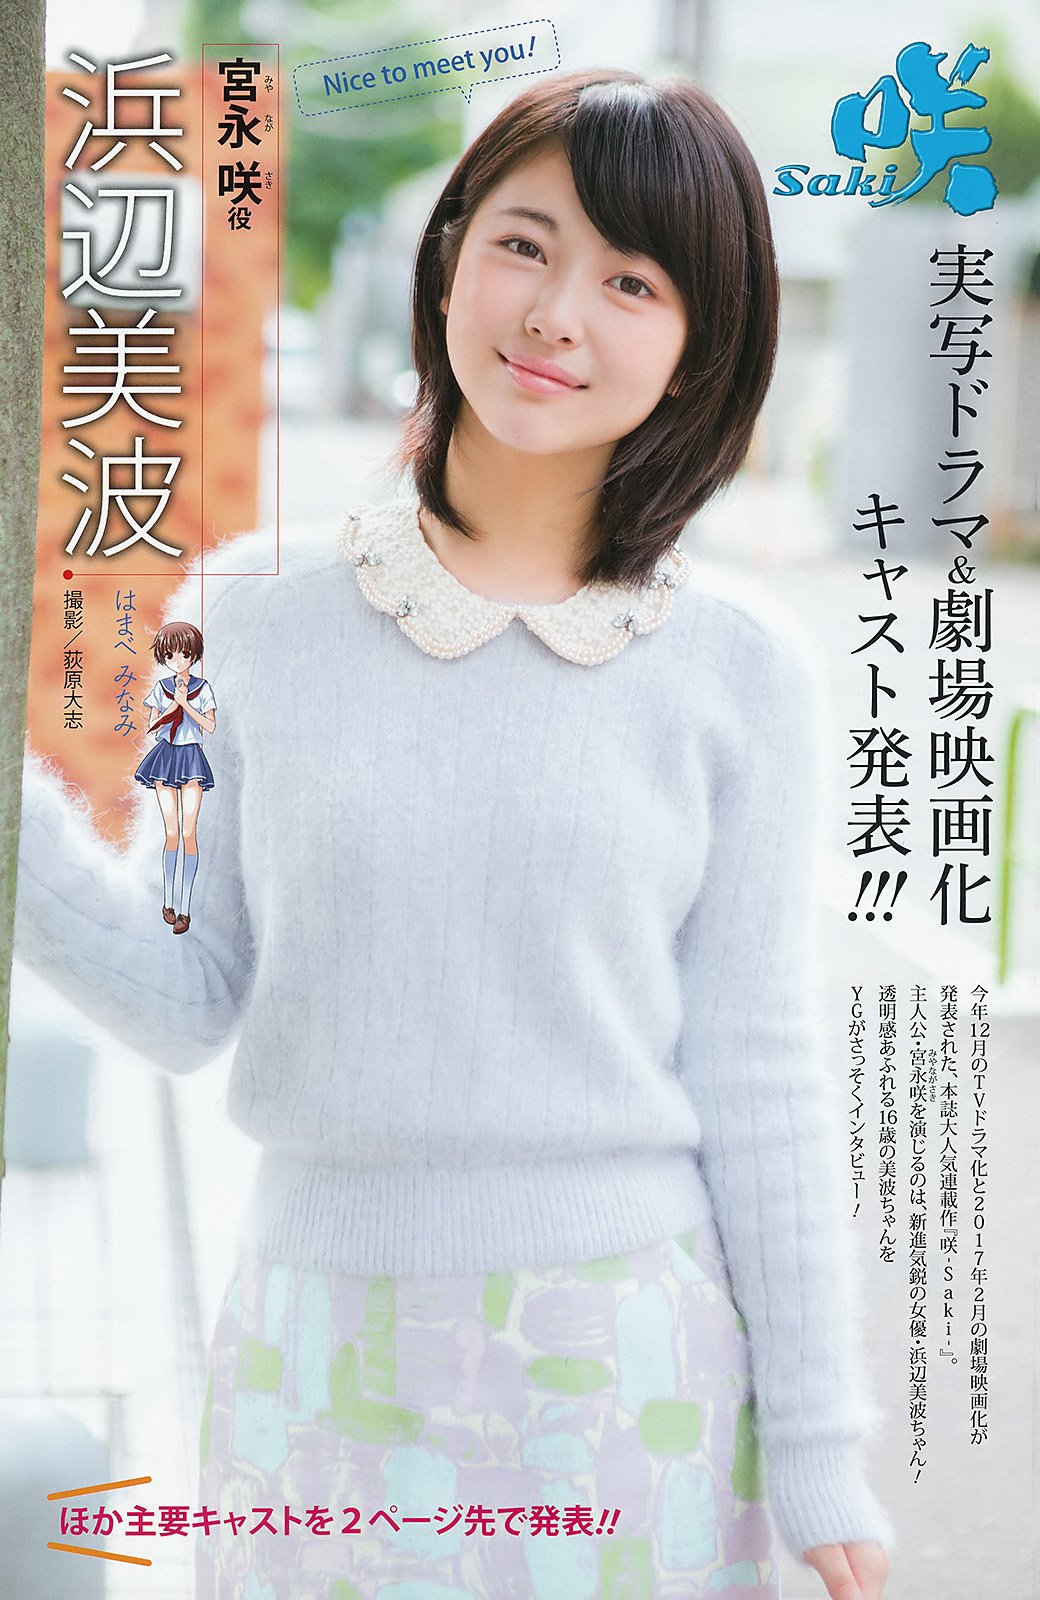 咲
Saki
実写ドラマ&劇場映画化
キャスト発表!!!
今年12月のTVドラマ化と2017年2月の劇場映画化が
発表された、本誌大人気連載作『咲-Saki-』。
主人公・宮永咲を演じるのは、新進気鋭の女優・浜辺美波ちゃん!
みやながさき
透明感あふれる16歳の美波ちゃんを
YGがさっそくインタビュー!
Nice to meet you!
宮永 咲役
みや なが さき
浜辺美波
はまべ みなみ
撮影/荻原大志
ほか主要キャストを2ページ先で発表!!